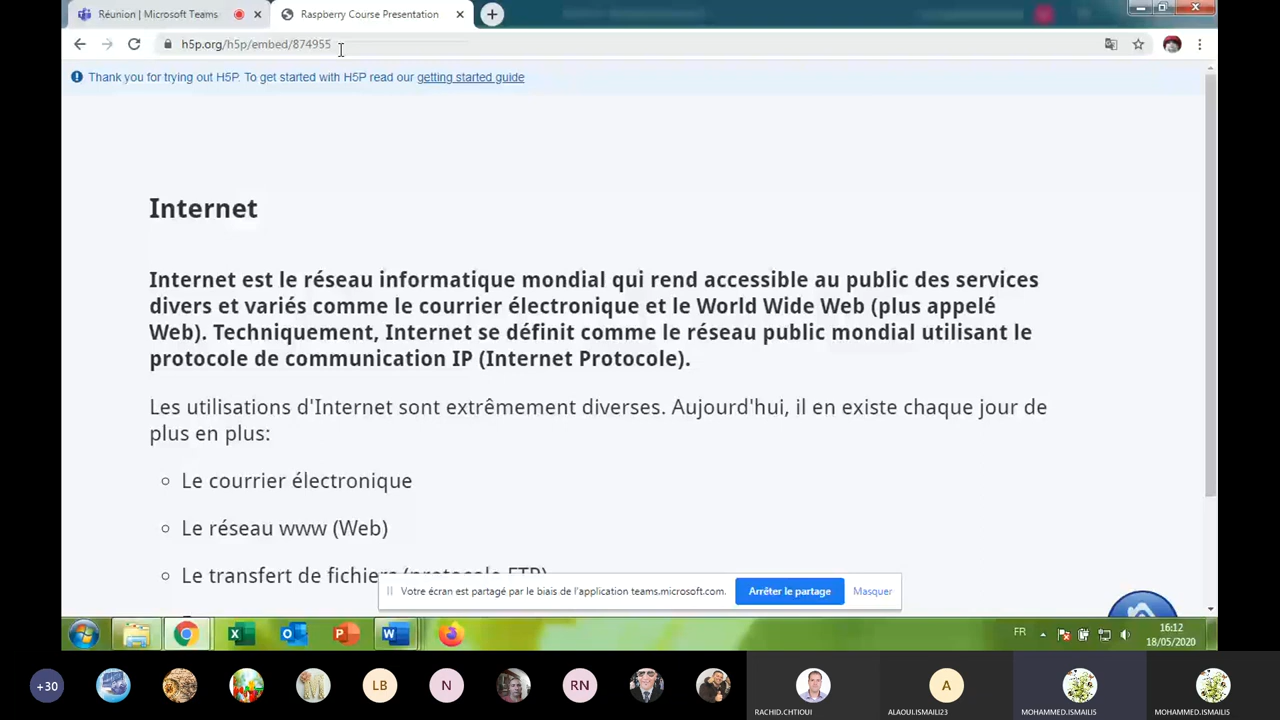 Réunion | Microsoft Teams
Raspberry Course Presentation
h5p.org/h5p/embed/874955
Thank you for trying out H5P. To get started with H5P read our getting started guide
Internet
Internet est le réseau informatique mondial qui rend accessible au public des services
divers et variés comme le courrier électronique et le World Wide Web (plus appelé
Web). Techniquement, Internet se définit comme le réseau public mondial utilisant le
protocole de communication IP (Internet Protocole).
Les utilisations d'Internet sont extrêmement diverses. Aujourd'hui, il en existe chaque jour de
plus en plus:
Le courrier électronique
Le réseau www (Web)
Le transfert de fichiers (protocole FTP)
Votre écran est partagé par le biais de l'application teams.microsoft.com.
Arrêter le partage
Masquer
FR
16:12
18/05/2020
+30
LB
N
RN
A
RACHID.CHTIOUI
ALAOUI.ISMAILI23
MOHAMMED.ISMAILIS
MOHAMMED.ISMAILIS